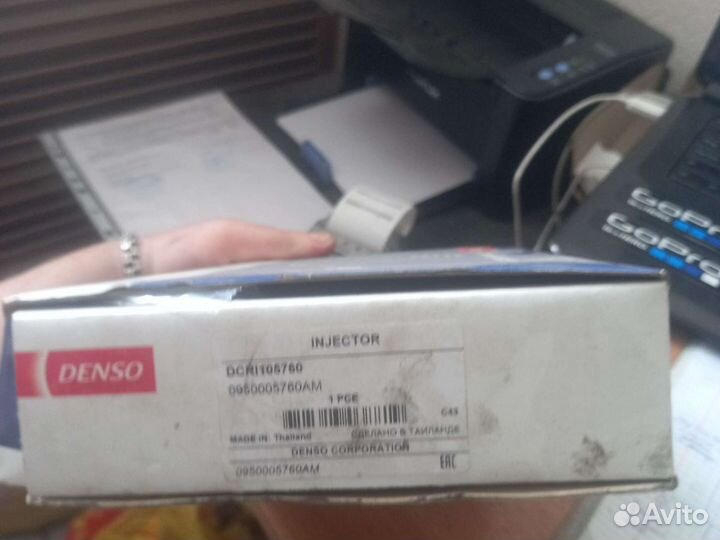 GoPro
GoPro
DENSO
INJECTOR
DCRI105760
0950005760AM
1 PCE
C43
MADE IN: Thailand СДЕЛАНО В ТАИЛАНДЕ
DENSO CORPORATION
0950005760AM
EAC
Avito